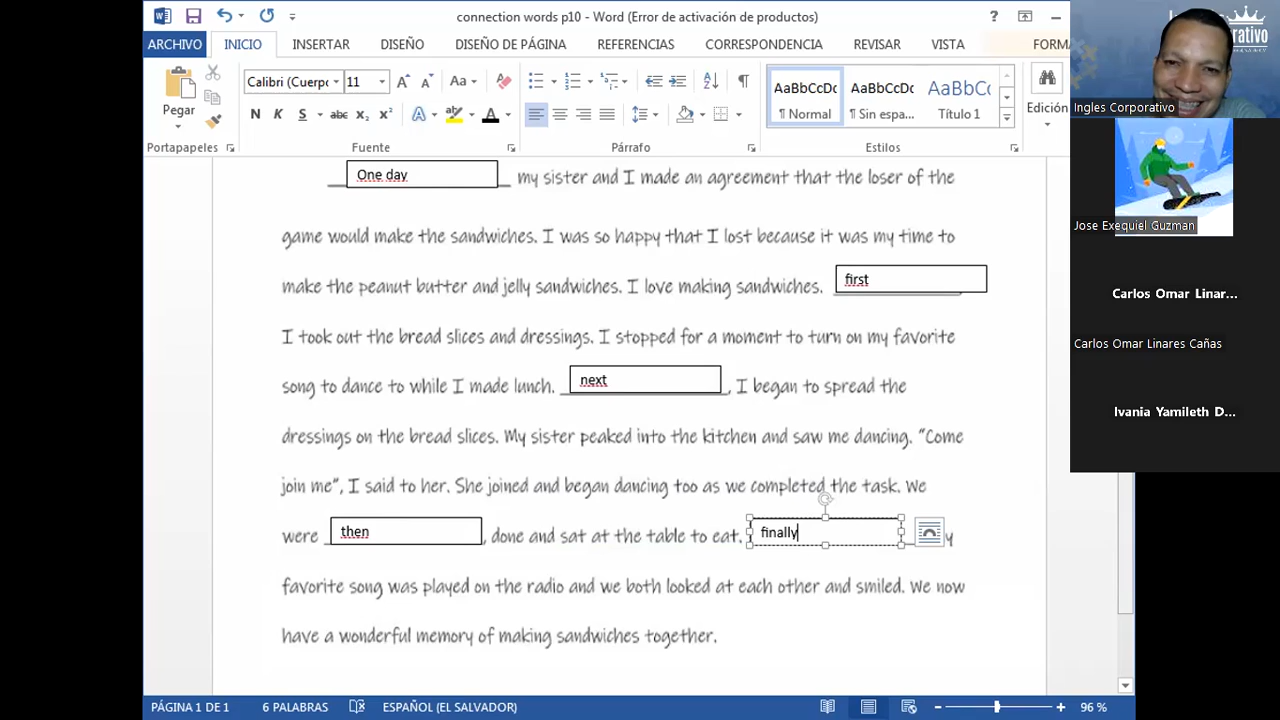 connection words p10 - Word (Error de activación de productos)
ARCHIVO INICIO INSERTAR DISEÑO DISEÑO DE PÁGINA REFERENCIAS CORRESPONDENCIA REVISAR VISTA FORMA
Pegar
Calibri (Cuerpo 11
AaBbCcDc AaBbCcDc AaBbCc
¶ Normal ¶ Sin espa... Título 1
Edición
Portapapeles Fuente Párrafo Estilos
Ingles Corporativo
Jose Exequiel Guzman
Carlos Omar Linar...
Carlos Omar Linares Cañas
Ivania Yamileth D...
One day my sister and I made an agreement that the loser of the
game would make the sandwiches. I was so happy that I lost because it was my time to
make the peanut butter and jelly sandwiches. I love making sandwiches. first
I took out the bread slices and dressings. I stopped for a moment to turn on my favorite
song to dance to while I made lunch. next , I began to spread the
dressings on the bread slices. My sister peaked into the kitchen and saw me dancing. “Come
join me”, I said to her. She joined and began dancing too as we completed the task. We
were then , done and sat at the table to eat. finally y
favorite song was played on the radio and we both looked at each other and smiled. We now
have a wonderful memory of making sandwiches together.
PÁGINA 1 DE 1 6 PALABRAS ESPAÑOL (EL SALVADOR) 96 %